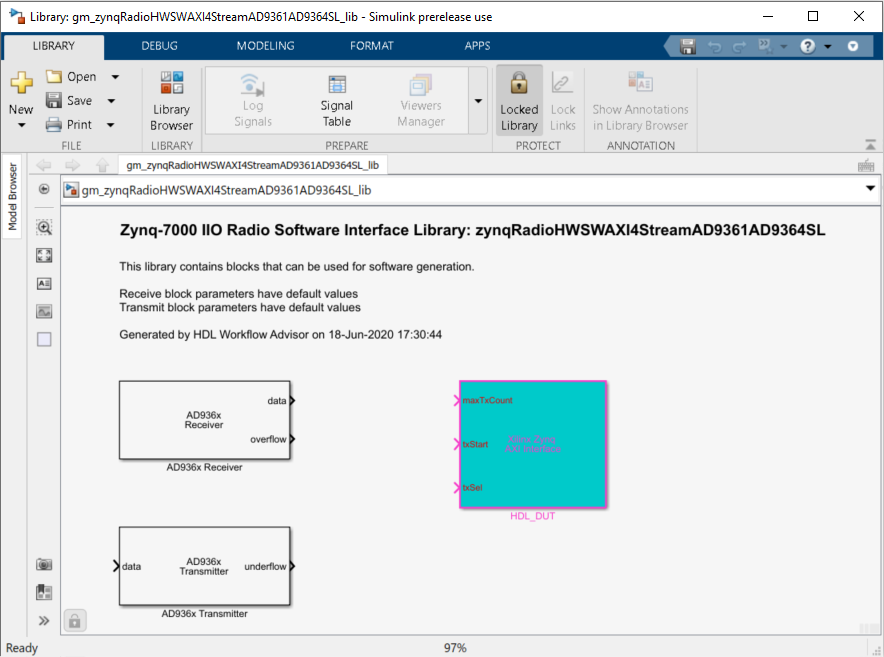 Library: gm_zynqRadioHWSWAXI4StreamAD9361AD9364SL_lib - Simulink prerelease use
LIBRARY
DEBUG
MODELING
FORMAT
APPS
New
Open
Save
Print
FILE
Library
Browser
LIBRARY
Log
Signals
Signal
Table
Viewers
Manager
PREPARE
Locked
Library
Lock
Links
PROTECT
Show Annotations
in Library Browser
ANNOTATION
Model Browser
gm_zynqRadioHWSWAXI4StreamAD9361AD9364SL_lib
gm_zynqRadioHWSWAXI4StreamAD9361AD9364SL_lib
Zynq-7000 IIO Radio Software Interface Library: zynqRadioHWSWAXI4StreamAD9361AD9364SL
This library contains blocks that can be used for software generation.
Receive block parameters have default values
Transmit block parameters have default values
Generated by HDL Workflow Advisor on 18-Jun-2020 17:30:44
data
AD936x
Receiver
overflow
AD936x Receiver
maxTxCount
txStart
txSel
HDL_DUT
data
AD936x
Transmitter
underflow
AD936x Transmitter
Ready
97%